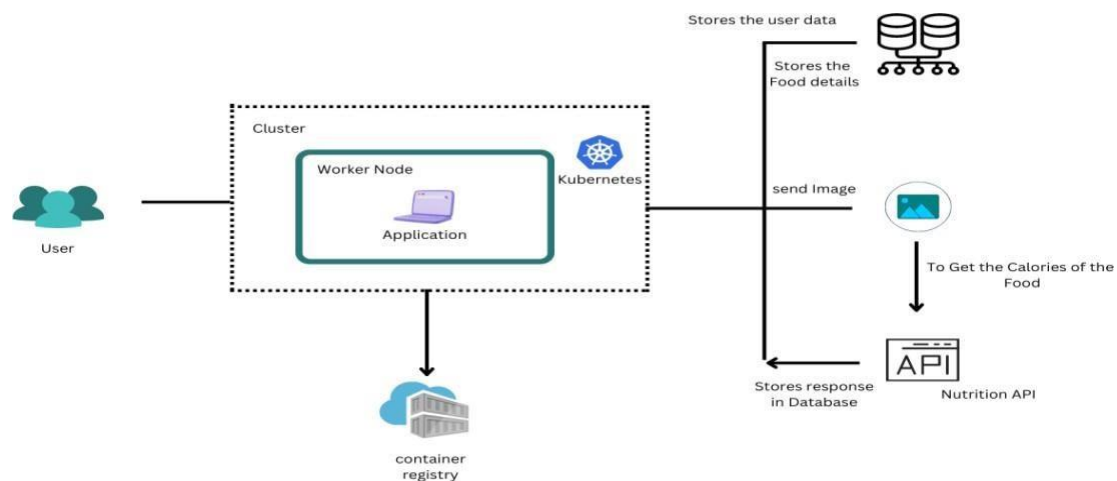 Stores the user data
Stores the
Food details
Cluster
Worker Node
Kubernetes
Application
User
send Image
To Get the Calories of the
Food
API
Nutrition API
Stores response
in Database
container
registry